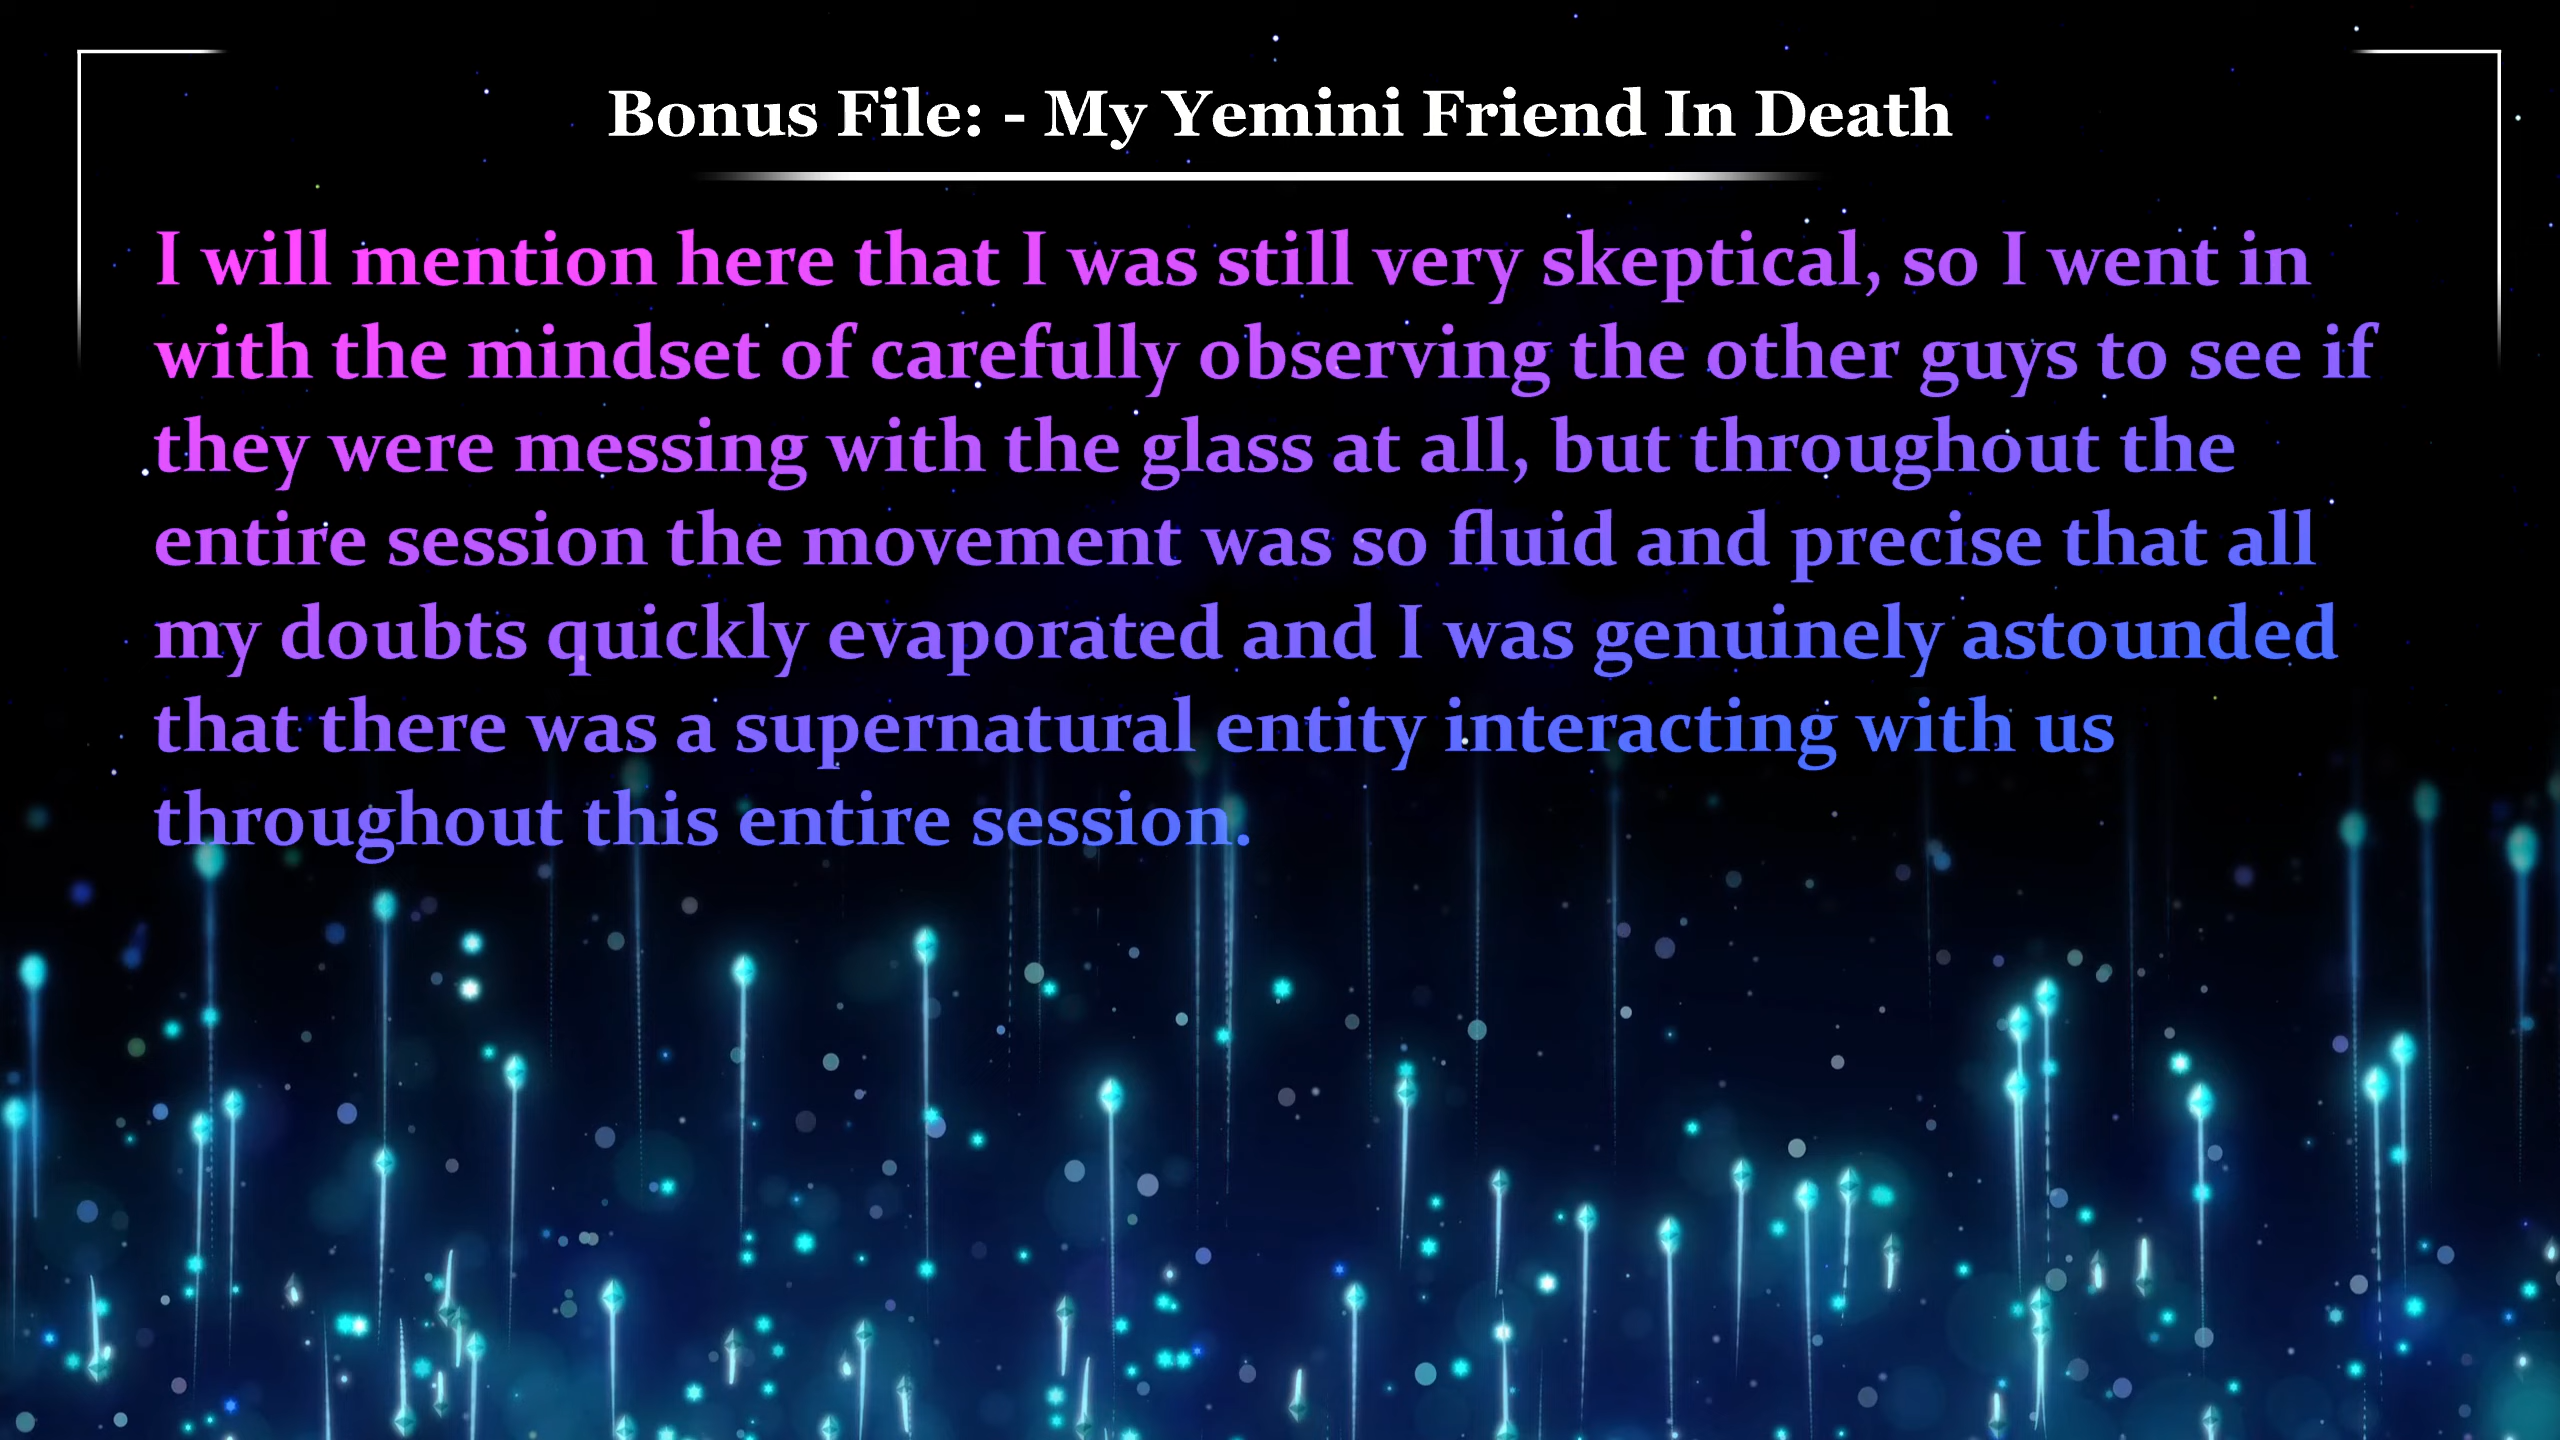 Bonus File: - My Yemini Friend In Death
I will mention here that I was still very skeptical, so I went in
with the mindset of carefully observing the other guys to see if
they were messing with the glass at all, but throughout the
entire session the movement was so fluid and precise that all
my doubts quickly evaporated and I was genuinely astounded
that there was a supernatural entity interacting with us
throughout this entire session.